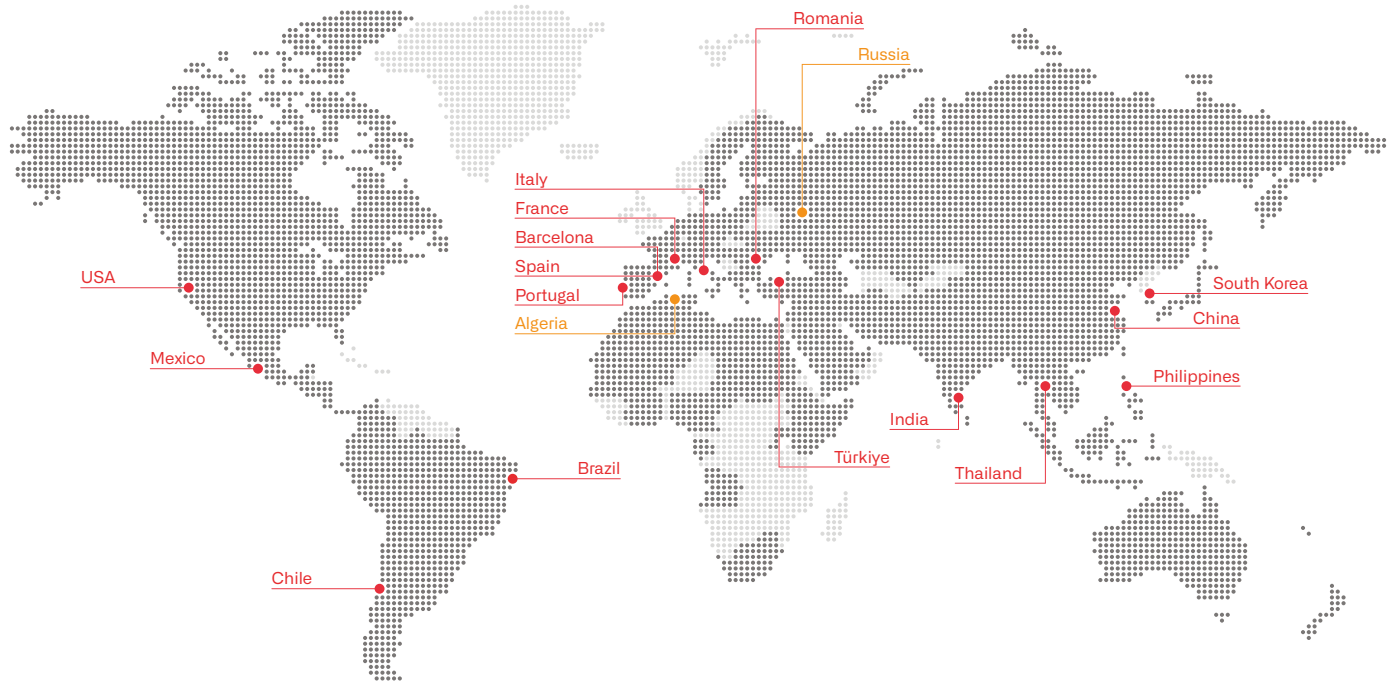 Romania
Russia
Italy
France
Barcelona
Spain
Portugal
Algeria
USA
Mexico
Brazil
Chile
South Korea
China
Philippines
India
Türkiye
Thailand